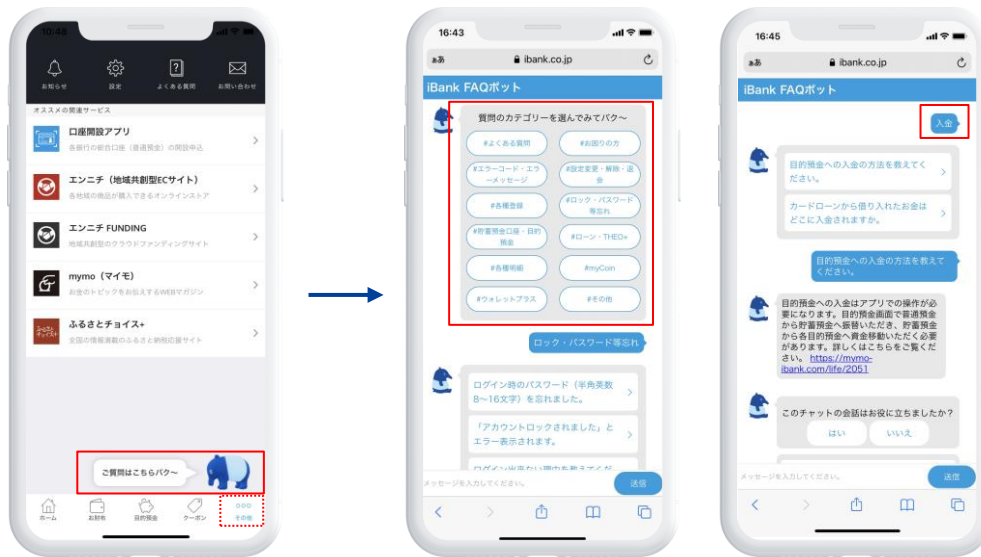 10:48
お知らせ
設定
よくある質問
お問い合わせ
オススメの関連サービス
口座開設アプリ
各銀行の総合口座(普通預金)の開設申込
エンニチ(地域共創型ECサイト)
各地域の商品が購入できるオンラインストア
エンニチ FUNDING
地域共創型のクラウドファンディングサイト
mymo(マイモ)
お金のトピックをお伝えするWEBマガジン
ふるさとチョイス+
全国の情報満載のふるさと納税応援サイト
ご質問はこちらバク〜
ホーム
お財布
目的預金
クーポン
その他
16:43
ぁあ
ibank.co.jp
iBank FAQボット
質問のカテゴリーを選んでみてバク〜
#よくある質問
#お困りの方
#エラーコード・エラ
ーメッセージ
#設定変更・解除・退
会
#各種登録
#ロック・パスワード
等忘れ
#貯蓄預金口座・目的
預金
#ローン・THEO+
#各種明細
#myCoin
#ウォレットプラス
#その他
ロック・パスワード等忘れ
ログイン時のパスワード(半角英数
8〜16文字)を忘れました。
「アカウントロックされました」と
エラー表示されます。
ログイン出来ない理由を教えてくだ
メッセージを入力してください。
送信
16:45
ぁあ
ibank.co.jp
iBank FAQボット
入金
目的預金への入金の方法を教えてく
ださい。
カードローンから借り入れたお金は
どこに入金されますか。
目的預金への入金の方法を教えて
ください。
目的預金への入金はアプリでの操作が必
要になります。目的預金画面で普通預金
から貯蓄預金へ振替いただき、貯蓄預金
から各目的預金へ資金移動いただく必要
があります。詳しくはこちらをご覧くだ
さい。 https://mymo-
ibank.com/life/2051
このチャットの会話はお役に立ちましたか?
はい
いいえ
メッセージを入力してください。
送信